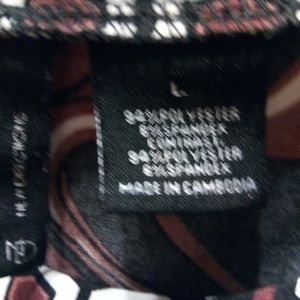 L
94%POLYESTER
6%SPANDEX
CONTRAST:
94%POLYESTER
6%SPANDEX
MADE IN CAMBODIA